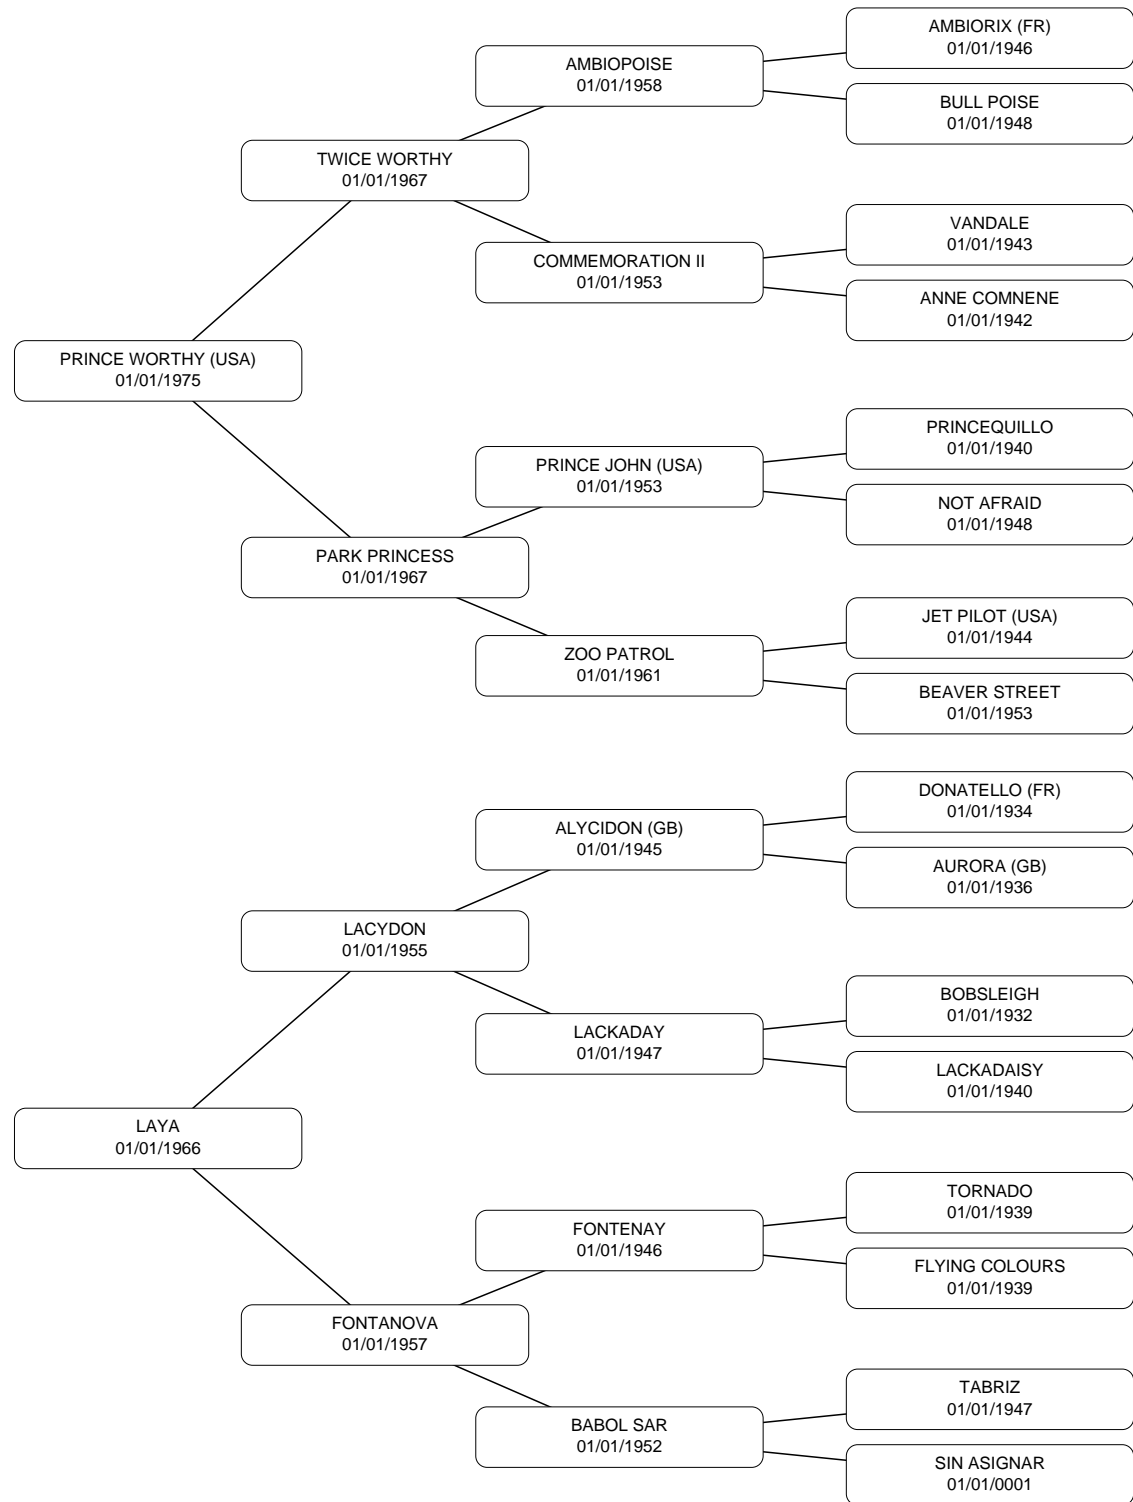 AMBIORIX (FR)
01/01/1946
AMBIOPOISE
01/01/1958
BULL POISE
01/01/1948
TWICE WORTHY
01/01/1967
VANDALE
01/01/1943
COMMEMORATION II
01/01/1953
ANNE COMNENE
01/01/1942
PRINCE WORTHY (USA)
01/01/1975
PRINCEQUILLO
01/01/1940
PRINCE JOHN (USA)
01/01/1953
NOT AFRAID
01/01/1948
PARK PRINCESS
01/01/1967
JET PILOT (USA)
01/01/1944
ZOO PATROL
01/01/1961
BEAVER STREET
01/01/1953
DONATELLO (FR)
01/01/1934
ALYCIDON (GB)
01/01/1945
AURORA (GB)
01/01/1936
LACYDON
01/01/1955
BOBSLEIGH
01/01/1932
LACKADAY
01/01/1947
LACKADAISY
01/01/1940
LAYA
01/01/1966
TORNADO
01/01/1939
FONTENAY
01/01/1946
FLYING COLOURS
01/01/1939
FONTANOVA
01/01/1957
TABRIZ
01/01/1947
BABOL SAR
01/01/1952
SIN ASIGNAR
01/01/0001